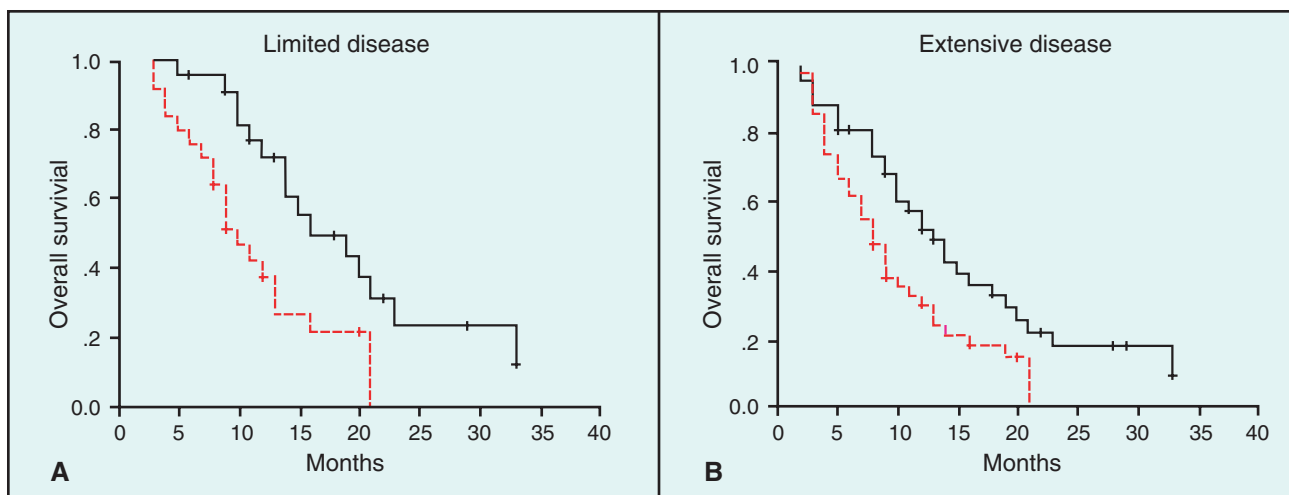 Limited disease
1.0
.8
.6
.4
.2
0.0
Overall survivial
0 5 10 15 20 25 30 35 40
Months
A
Extensive disease
1.0
.8
.6
.4
.2
0.0
Overall survivial
0 5 10 15 20 25 30 35 40
Months
B